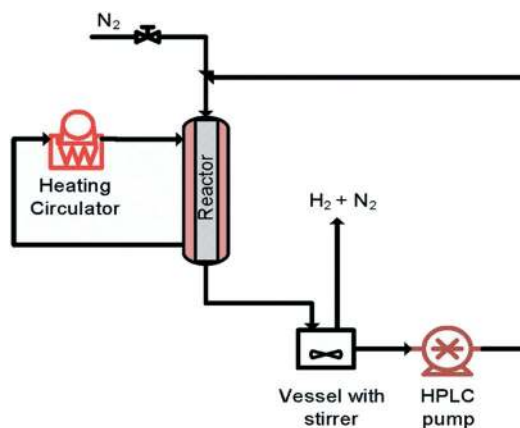 N₂
Heating
Circulator
Reactor
H₂ + N₂
Vessel with
stirrer
HPLC
pump